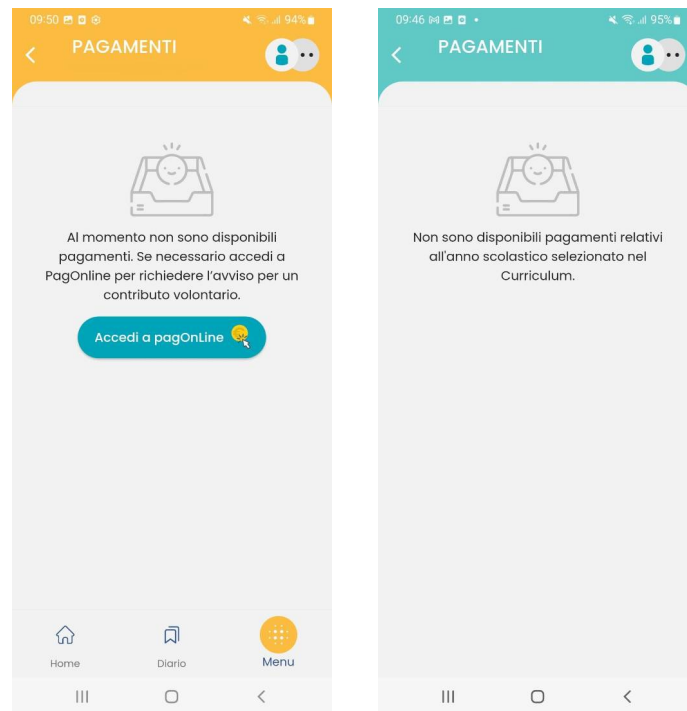 09:50
94%
PAGAMENTI
Al momento non sono disponibili
pagamenti. Se necessario accedi a
PagOnline per richiedere l'avviso per un
contributo volontario.
Accedi a pagOnLine
Home
Diario
Menu
09:46
95%
PAGAMENTI
Non sono disponibili pagamenti relativi
all'anno scolastico selezionato nel
Curriculum.